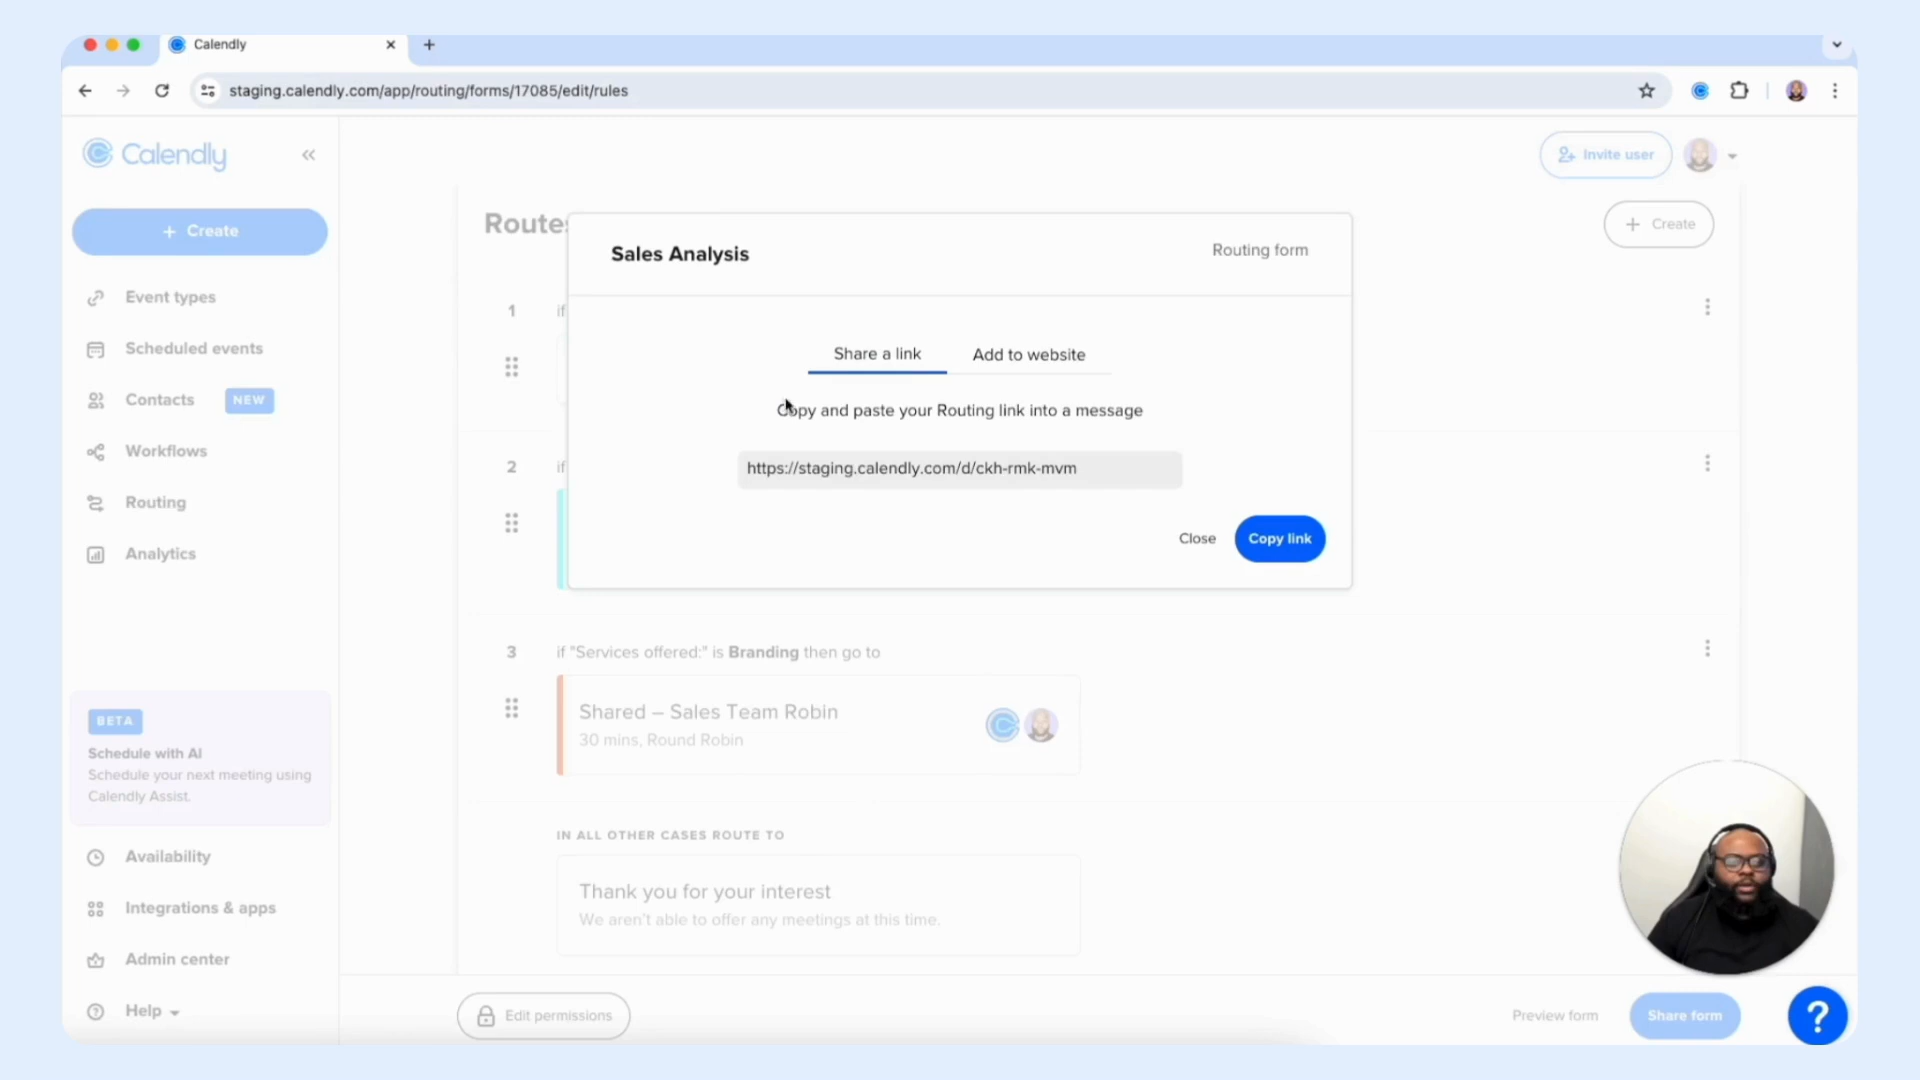 Calendly
staging.calendly.com/app/routing/forms/17085/edit/rules
Calendly
Invite user
+ Create
Routes
+ Create
Sales Analysis
Routing form
Event types
1
if
Scheduled events
Share a link
Add to website
Contacts
NEW
Copy and paste your Routing link into a message
Workflows
2
if
https://staging.calendly.com/d/ckh-rmk-mvm
Routing
Close
Copy link
Analytics
3
if "Services offered:" is Branding then go to
Shared – Sales Team Robin
30 mins, Round Robin
BETA
Schedule with AI
Schedule your next meeting using
Calendly Assist.
IN ALL OTHER CASES ROUTE TO
Thank you for your interest
We aren't able to offer any meetings at this time.
Availability
Integrations & apps
Admin center
Help
Edit permissions
Preview form
Share form
?